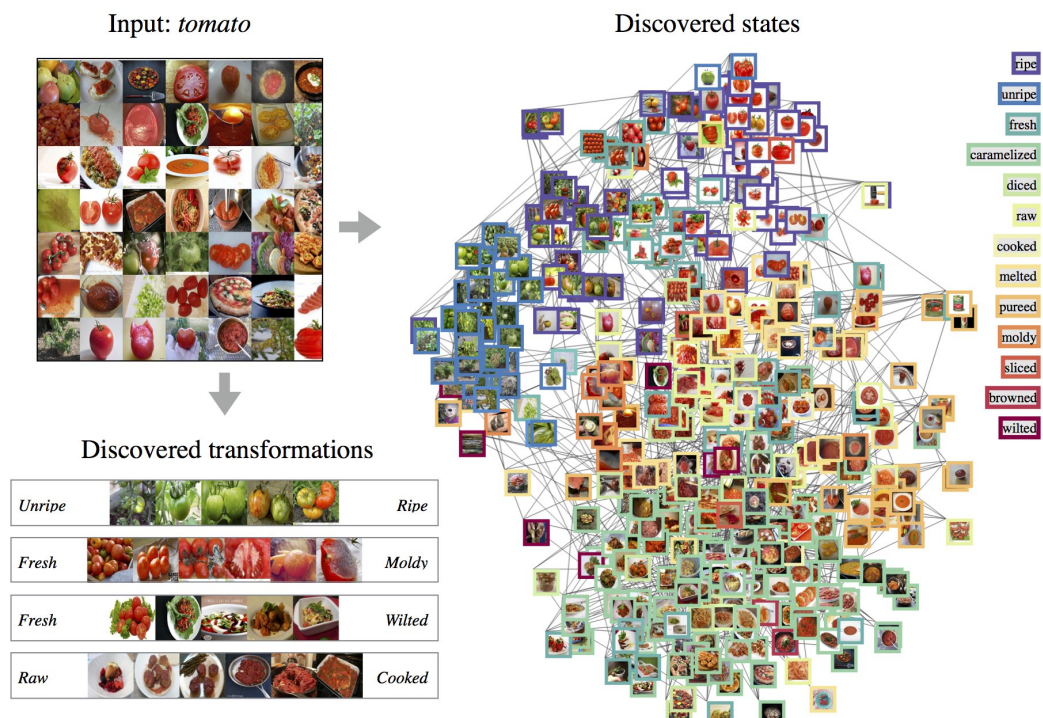 Input: tomato
Discovered states
ripe
unripe
fresh
caramelized
diced
raw
cooked
melted
pureed
moldy
sliced
browned
wilted
Discovered transformations
Unripe Ripe
Fresh Moldy
Fresh Wilted
Raw Cooked